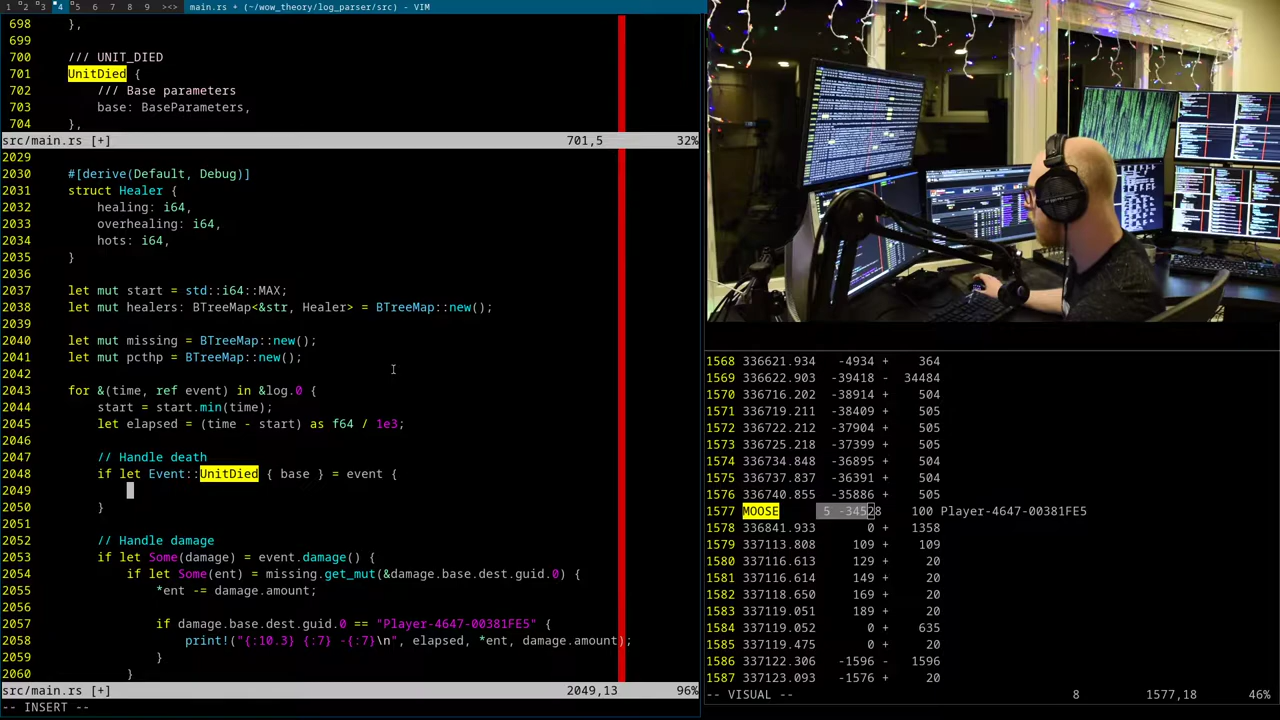 1 2 3 4 5 6 7 8 9 ><> main.rs + (~/wow_theory/log_parser/src) - VIM
698 },
699
700 /// UNIT_DIED
701 UnitDied {
702 /// Base parameters
703 base: BaseParameters,
704 },
src/main.rs [+] 701,5 32%
2029
2030 #[derive(Default, Debug)]
2031 struct Healer {
2032 healing: i64,
2033 overhealing: i64,
2034 hots: i64,
2035 }
2036
2037 let mut start = std::i64::MAX;
2038 let mut healers: BTreeMap<&str, Healer> = BTreeMap::new();
2039
2040 let mut missing = BTreeMap::new();
2041 let mut pcthp = BTreeMap::new();
2042
2043 for &(time, ref event) in &log.0 {
2044 start = start.min(time);
2045 let elapsed = (time - start) as f64 / 1e3;
2046
2047 // Handle death
2048 if let Event::UnitDied { base } = event {
2049
2050 }
2051
2052 // Handle damage
2053 if let Some(damage) = event.damage() {
2054 if let Some(ent) = missing.get_mut(&damage.base.dest.guid.0) {
2055 *ent -= damage.amount;
2056
2057 if damage.base.dest.guid.0 == "Player-4647-00381FE5" {
2058 print!("{:10.3} {:7} -{:7}\n", elapsed, *ent, damage.amount);
2059 }
2060 }
src/main.rs [+] 2049,13 96%
-- INSERT --
1568 336621.934 -4934 + 364
1569 336622.903 -39418 - 34484
1570 336716.202 -38914 + 504
1571 336719.211 -38409 + 505
1572 336722.212 -37904 + 505
1573 336725.218 -37399 + 505
1574 336734.848 -36895 + 504
1575 336737.837 -36391 + 504
1576 336740.855 -35886 + 505
1577 MOOSE 5 -34528 100 Player-4647-00381FE5
1578 336841.933 0 + 1358
1579 337113.808 109 + 109
1580 337116.613 129 + 20
1581 337116.614 149 + 20
1582 337118.650 169 + 20
1583 337119.051 189 + 20
1584 337119.052 0 + 635
1585 337119.475 0 + 20
1586 337122.306 -1596 - 1596
1587 337123.093 -1576 + 20
-- VISUAL -- 8 1577,18 46%